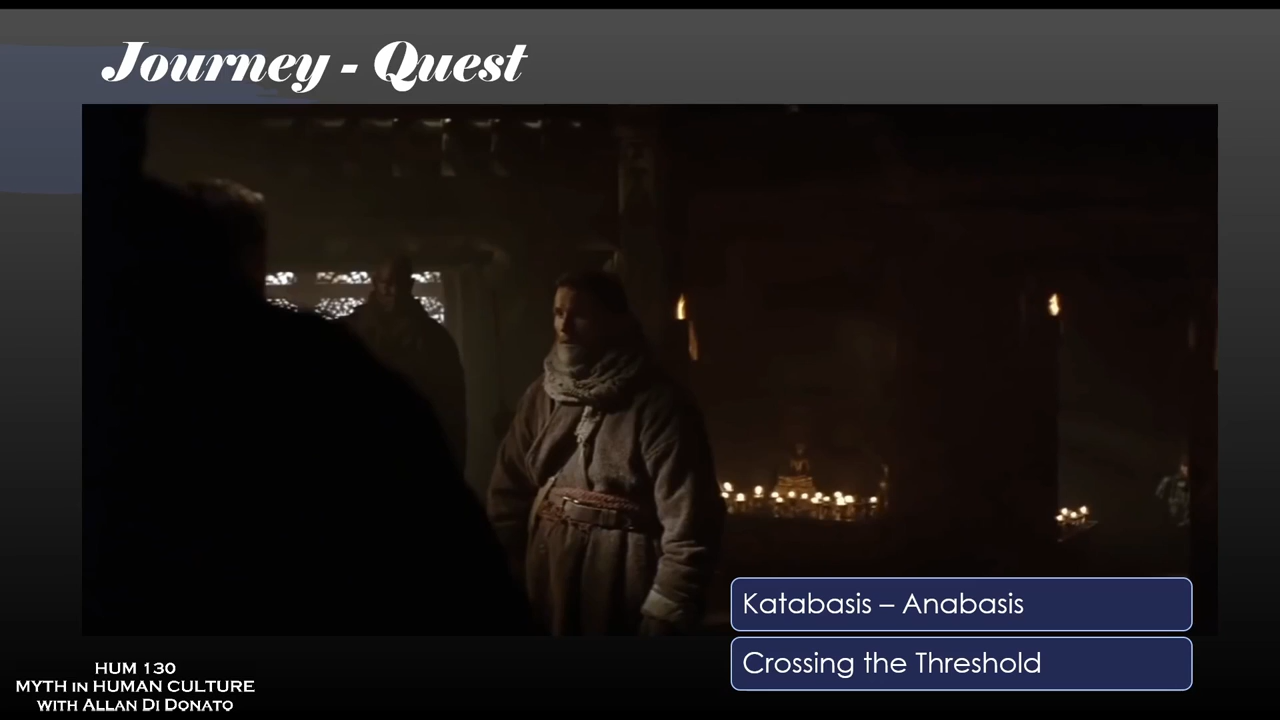 Journey - Quest
Katabasis – Anabasis
Crossing the Threshold
HUM 130
MYTH IN HUMAN CULTURE
WITH ALLAN DI DONATO